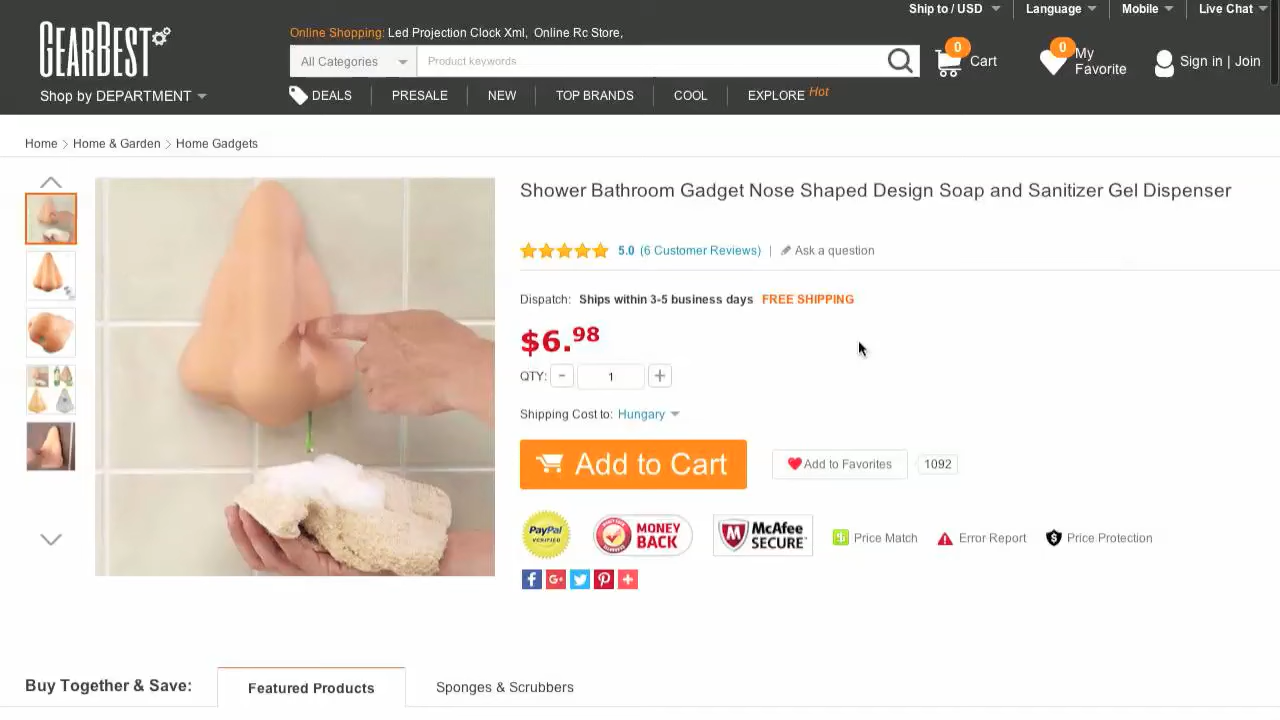 Ship to / USD Language Mobile Live Chat
GEARBEST
Online Shopping: Led Projection Clock Xml, Online Rc Store,
All Categories Product keywords
0 Cart
0 My Favorite
Sign in | Join
Shop by DEPARTMENT
DEALS PRESALE NEW TOP BRANDS COOL EXPLORE Hot
Home Home & Garden Home Gadgets
Shower Bathroom Gadget Nose Shaped Design Soap and Sanitizer Gel Dispenser
5.0 (6 Customer Reviews) | Ask a question
Dispatch: Ships within 3-5 business days FREE SHIPPING
$6.98
QTY: - 1 +
Shipping Cost to: Hungary
Add to Cart Add to Favorites 1092
PayPal VERIFIED MONEY BACK McAfee SECURE Price Match Error Report Price Protection
f G+ +
Buy Together & Save: Featured Products Sponges & Scrubbers